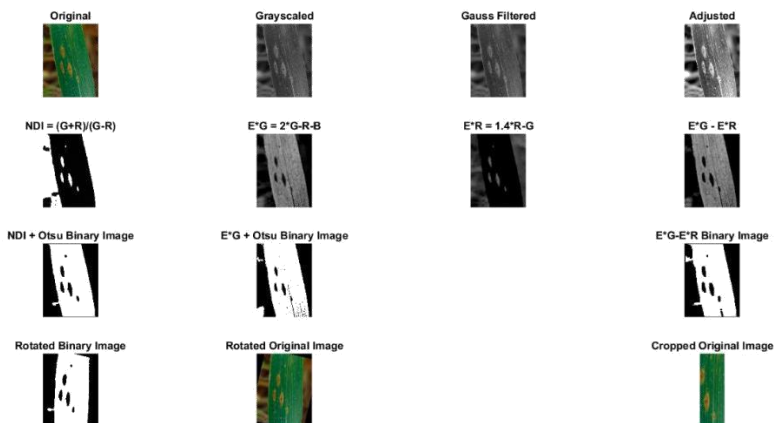 Original
Grayscaled
Gauss Filtered
Adjusted
NDI = (G+R)/(G-R)
E*G = 2*G-R-B
E*R = 1.4*R-G
E*G - E*R
NDI + Otsu Binary Image
E*G + Otsu Binary Image
E*G-E*R Binary Image
Rotated Binary Image
Rotated Original Image
Cropped Original Image